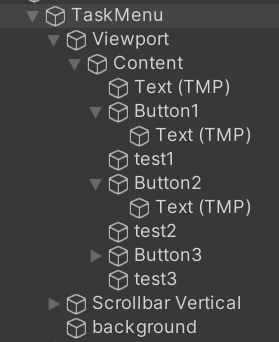 TaskMenu
Viewport
Content
Text (TMP)
Button1
Text (TMP)
test1
Button2
Text (TMP)
test2
Button3
test3
Scrollbar Vertical
background